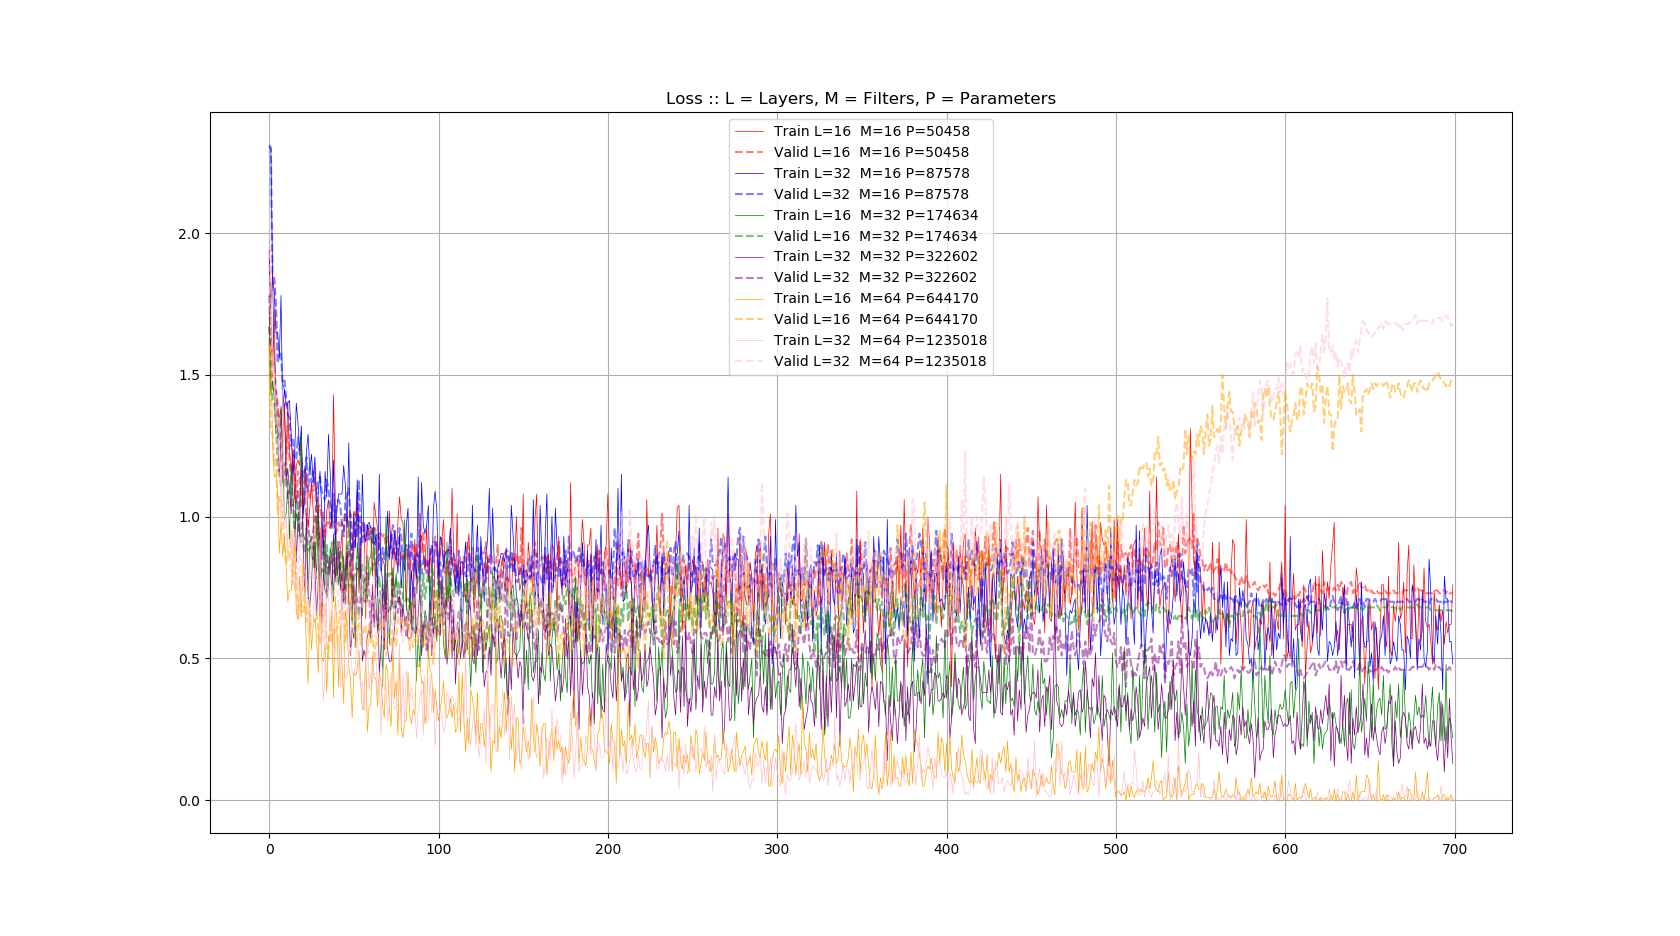 Loss :: L = Layers, M = Filters, P = Parameters
Train L=16  M=16 P=50458
Valid L=16  M=16 P=50458
Train L=32  M=16 P=87578
Valid L=32  M=16 P=87578
Train L=16  M=32 P=174634
Valid L=16  M=32 P=174634
Train L=32  M=32 P=322602
Valid L=32  M=32 P=322602
Train L=16  M=64 P=644170
Valid L=16  M=64 P=644170
Train L=32  M=64 P=1235018
Valid L=32  M=64 P=1235018
2.0
1.5
1.0
0.5
0.0
0 100 200 300 400 500 600 700